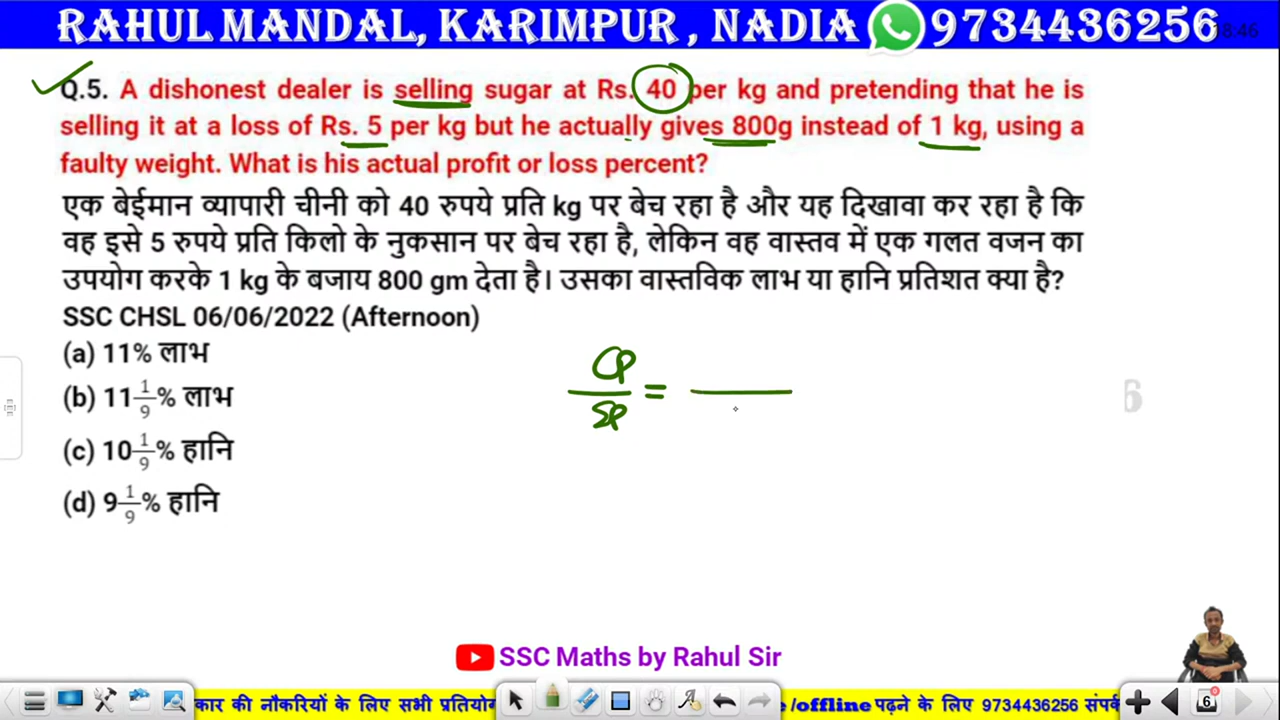 RAHUL MANDAL, KARIMPUR , NADIA 9734436256
18:46
Q.5. A dishonest dealer is selling sugar at Rs. 40 per kg and pretending that he is
selling it at a loss of Rs. 5 per kg but he actually gives 800g instead of 1 kg, using a
faulty weight. What is his actual profit or loss percent?
एक बेईमान व्यापारी चीनी को 40 रुपये प्रति kg पर बेच रहा है और यह दिखावा कर रहा है कि
वह इसे 5 रुपये प्रति किलो के नुकसान पर बेच रहा है, लेकिन वह वास्तव में एक गलत वजन का
उपयोग करके 1 kg के बजाय 800 gm देता है। उसका वास्तविक लाभ या हानि प्रतिशत क्या है?
SSC CHSL 06/06/2022 (Afternoon)
(a) 11% लाभ
(b) 11 1/9 % लाभ
(c) 10 1/9 % हानि
(d) 9 1/9 % हानि
CP
SP =
6
SSC Maths by Rahul Sir
कार की नौकरियों के लिए सभी प्रतियो
/offline पढ़ने के लिए 9734436256 संपर्क
6